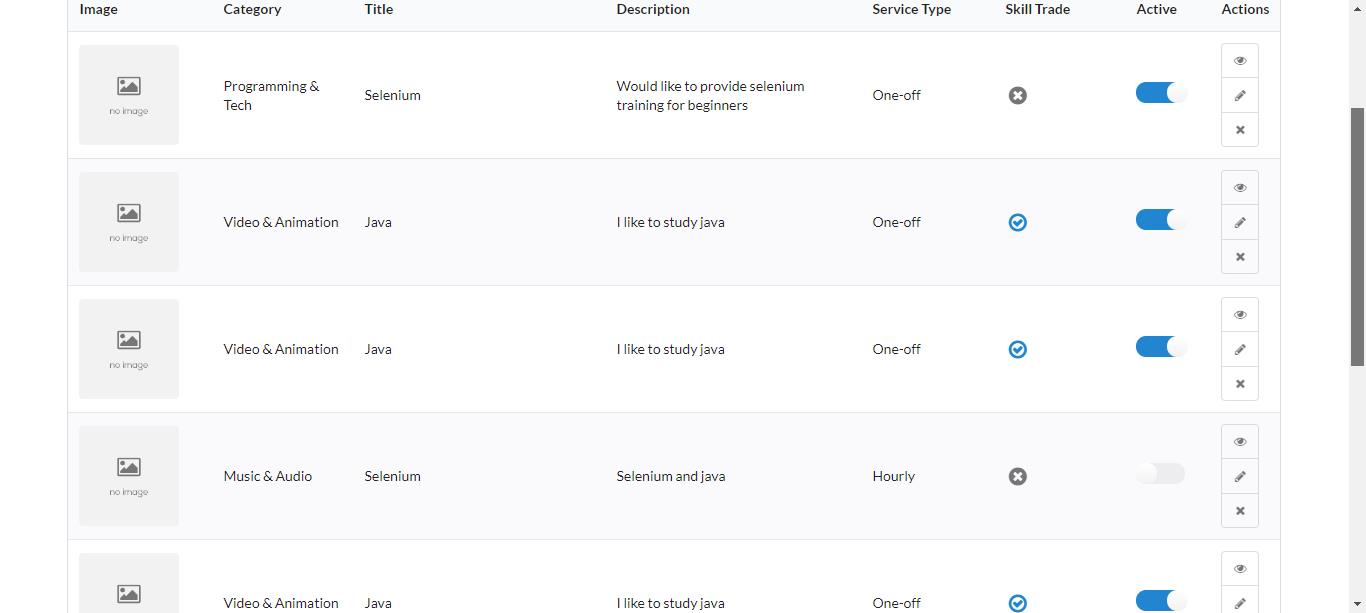 Image Category Title Description Service Type Skill Trade Active Actions
no image
Programming &
Tech
Selenium
Would like to provide selenium
training for beginners
One-off
no image
Video & Animation
Java
I like to study java
One-off
no image
Video & Animation
Java
I like to study java
One-off
no image
Music & Audio
Selenium
Selenium and java
Hourly
Video & Animation
Java
I like to study java
One-off